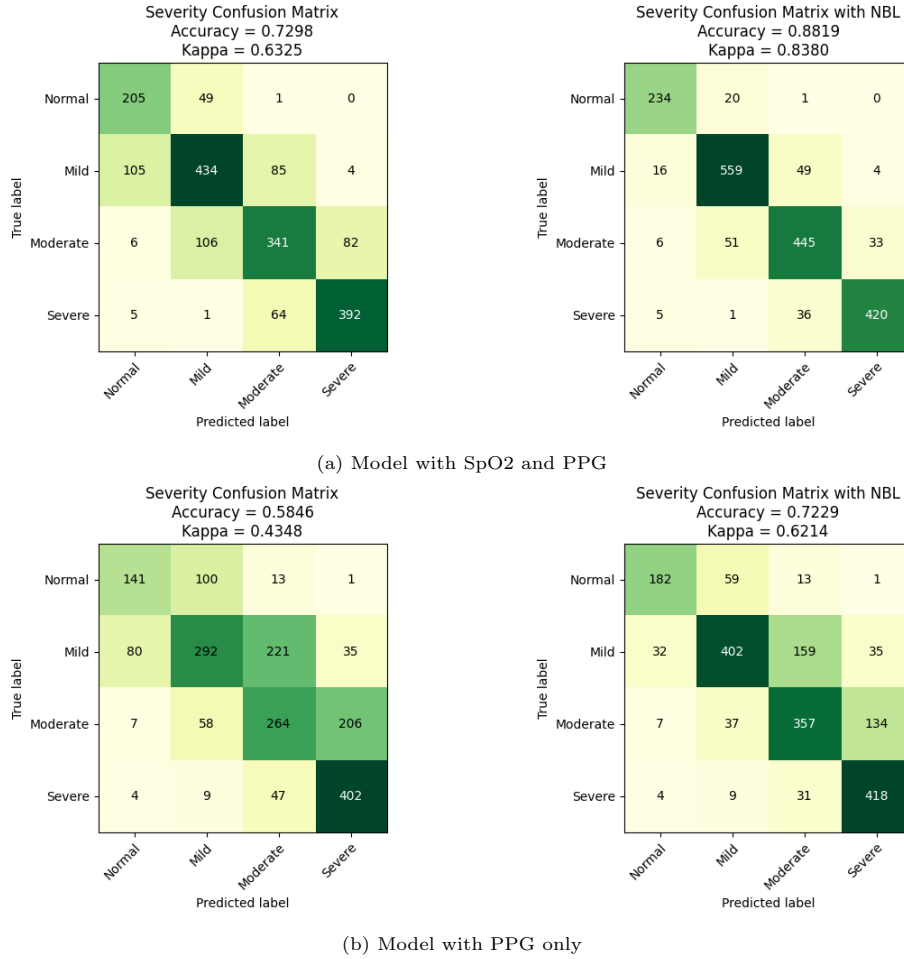 Severity Confusion Matrix
Accuracy = 0.7298
Kappa = 0.6325
Normal 205 49 1 0
Mild 105 434 85 4
Moderate 6 106 341 82
Severe 5 1 64 392
True label
Normal Mild Moderate Severe
Predicted label
Severity Confusion Matrix with NBL
Accuracy = 0.8819
Kappa = 0.8380
Normal 234 20 1 0
Mild 16 559 49 4
Moderate 6 51 445 33
Severe 5 1 36 420
True label
Normal Mild Moderate Severe
Predicted label
(a) Model with SpO2 and PPG
Severity Confusion Matrix
Accuracy = 0.5846
Kappa = 0.4348
Normal 141 100 13 1
Mild 80 292 221 35
Moderate 7 58 264 206
Severe 4 9 47 402
True label
Normal Mild Moderate Severe
Predicted label
Severity Confusion Matrix with NBL
Accuracy = 0.7229
Kappa = 0.6214
Normal 182 59 13 1
Mild 32 402 159 35
Moderate 7 37 357 134
Severe 4 9 31 418
True label
Normal Mild Moderate Severe
Predicted label
(b) Model with PPG only